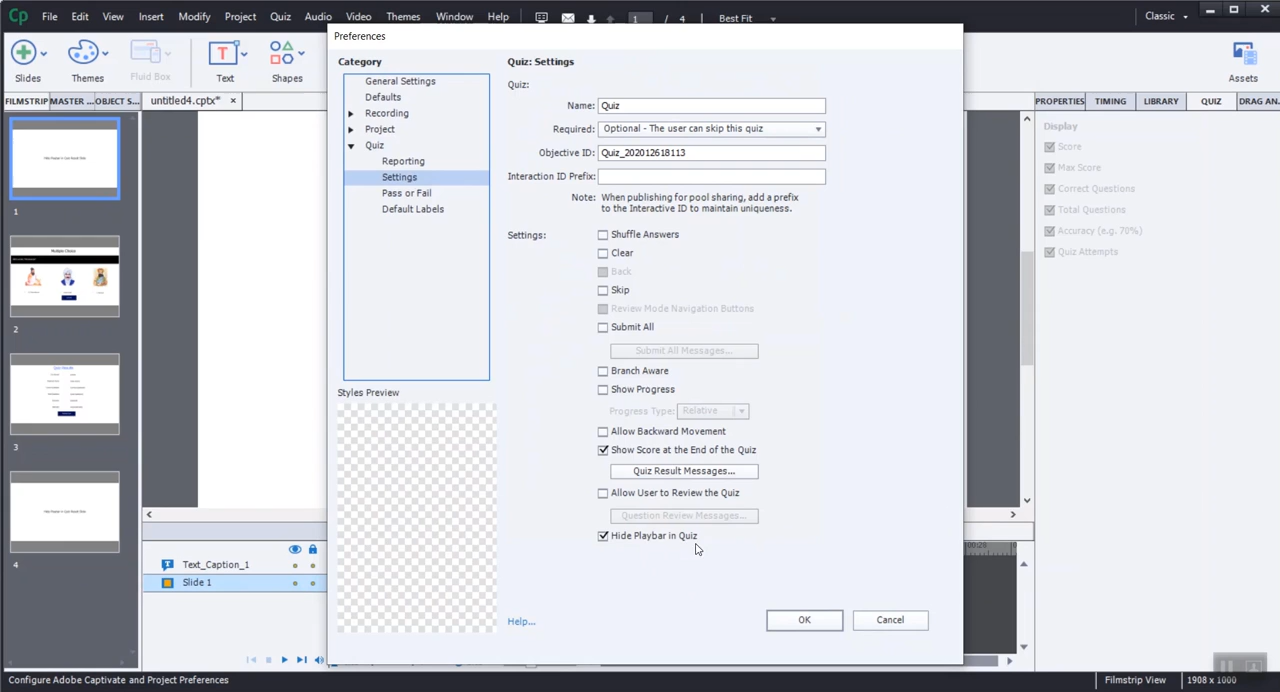 Cp File Edit View Insert Modify Project Quiz Audio Video Themes Window Help 1 / 4 Best Fit Classic
Slides Themes Fluid Box Text Shapes Assets
FILMSTRIP MASTER ... OBJECT S... untitled4.cptx* × PROPERTIES TIMING LIBRARY QUIZ DRAG AN...
Preferences
Category
General Settings
Defaults
Recording
Project
Quiz
Reporting
Settings
Pass or Fail
Default Labels
Styles Preview
Quiz: Settings
Quiz:
Name: Quiz
Required: Optional - The user can skip this quiz
Objective ID: Quiz_202012618113
Interaction ID Prefix:
Note: When publishing for pool sharing, add a prefix
to the Interactive ID to maintain uniqueness.
Settings: Shuffle Answers
Clear
Back
Skip
Review Mode Navigation Buttons
Submit All
Submit All Messages...
Branch Aware
Show Progress
Progress Type: Relative
Allow Backward Movement
Show Score at the End of the Quiz
Quiz Result Messages...
Allow User to Review the Quiz
Question Review Messages...
Hide Playbar in Quiz
Help... OK Cancel
Display
Score
Max Score
Correct Questions
Total Questions
Accuracy (e.g. 70%)
Quiz Attempts
1
Multiple Choice
2
Quiz Results
3
4
Text_Caption_1
Slide 1
00:28
Configure Adobe Captivate and Project Preferences Filmstrip View 1908 x 1000